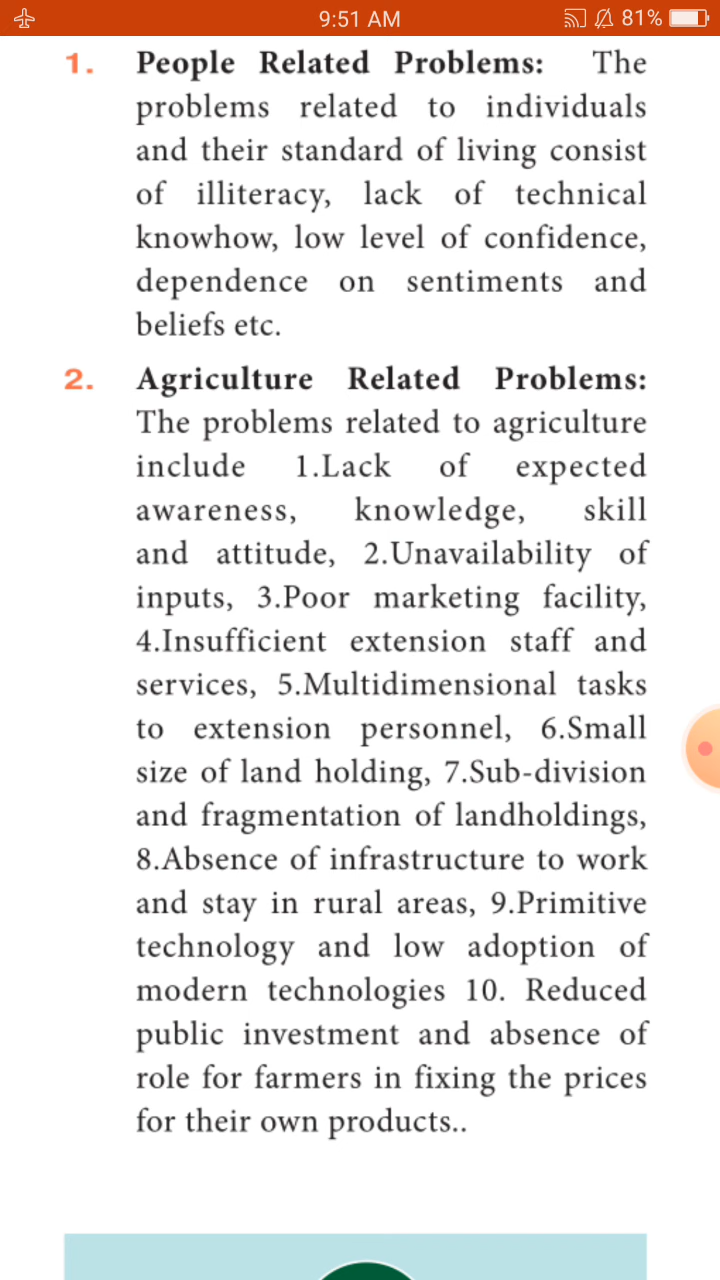 9:51 AM
81%
1. People Related Problems: The
problems related to individuals
and their standard of living consist
of illiteracy, lack of technical
knowhow, low level of confidence,
dependence on sentiments and
beliefs etc.
2. Agriculture Related Problems:
The problems related to agriculture
include 1.Lack of expected
awareness, knowledge, skill
and attitude, 2.Unavailability of
inputs, 3.Poor marketing facility,
4.Insufficient extension staff and
services, 5.Multidimensional tasks
to extension personnel, 6.Small
size of land holding, 7.Sub-division
and fragmentation of landholdings,
8.Absence of infrastructure to work
and stay in rural areas, 9.Primitive
technology and low adoption of
modern technologies 10. Reduced
public investment and absence of
role for farmers in fixing the prices
for their own products..